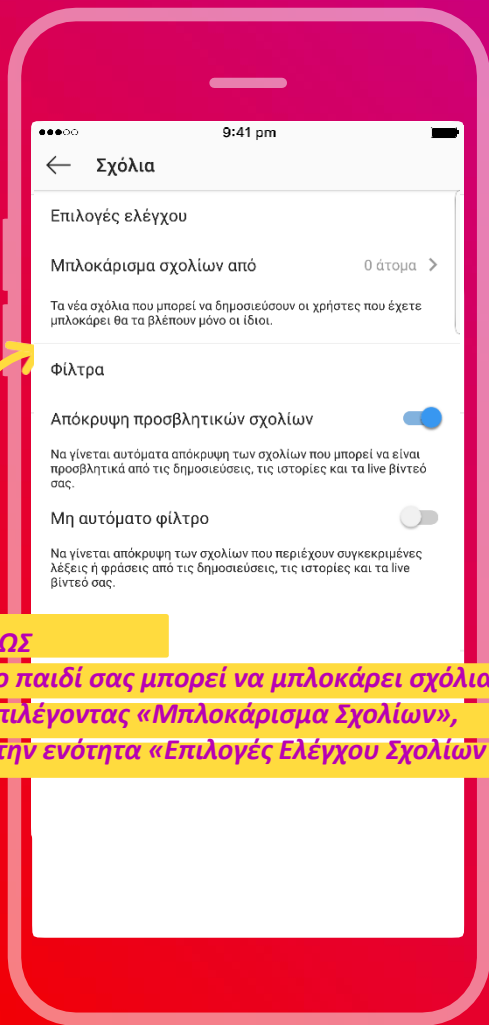 9:41 pm
Σχόλια
Επιλογές ελέγχου
Μπλοκάρισμα σχολίων από 0 άτομα
Τα νέα σχόλια που μπορεί να δημοσιεύσουν οι χρήστες που έχετε
μπλοκάρει θα τα βλέπουν μόνο οι ίδιοι.
Φίλτρα
Απόκρυψη προσβλητικών σχολίων
Να γίνεται αυτόματα απόκρυψη των σχολίων που μπορεί να είναι
προσβλητικά από τις δημοσιεύσεις, τις ιστορίες και τα live βίντεό
σας.
Μη αυτόματο φίλτρο
Να γίνεται απόκρυψη των σχολίων που περιέχουν συγκεκριμένες
λέξεις ή φράσεις από τις δημοσιεύσεις, τις ιστορίες και τα live
βίντεό σας.
ΩΣ
ο παιδί σας μπορεί να μπλοκάρει σχόλια
πιλέγοντας «Μπλοκάρισμα Σχολίων»,
την ενότητα «Επιλογές Ελέγχου Σχολίων